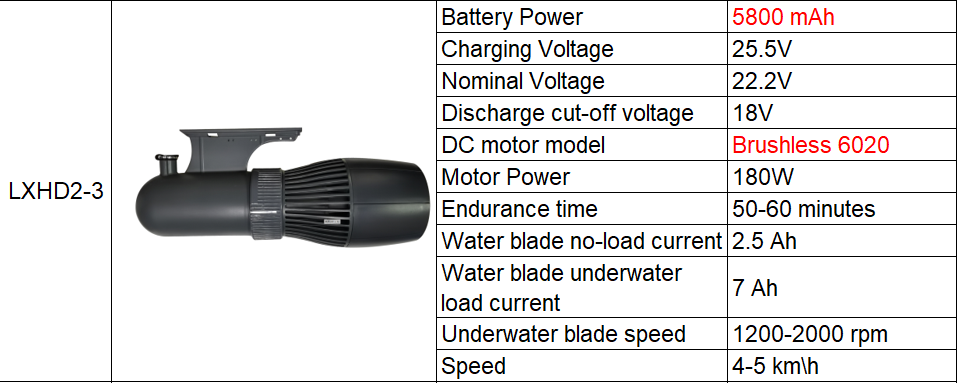 LXHD2-3
Battery Power 5800 mAh
Charging Voltage 25.5V
Nominal Voltage 22.2V
Discharge cut-off voltage 18V
DC motor model Brushless 6020
Motor Power 180W
Endurance time 50-60 minutes
Water blade no-load current 2.5 Ah
Water blade underwater
load current 7 Ah
Underwater blade speed 1200-2000 rpm
Speed 4-5 km\h